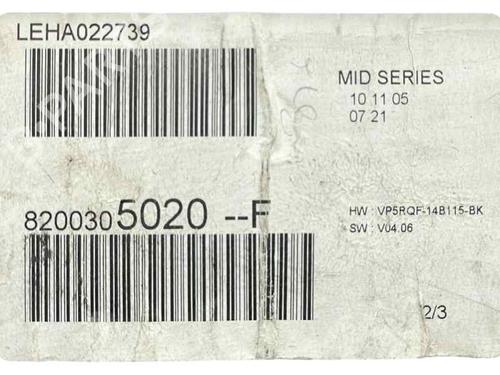 LEHA022739
MID SERIES
10 11 05
07 21
8200305020 --F
HW : VP5RQF-14B115-BK
SW : V04.06
2/3